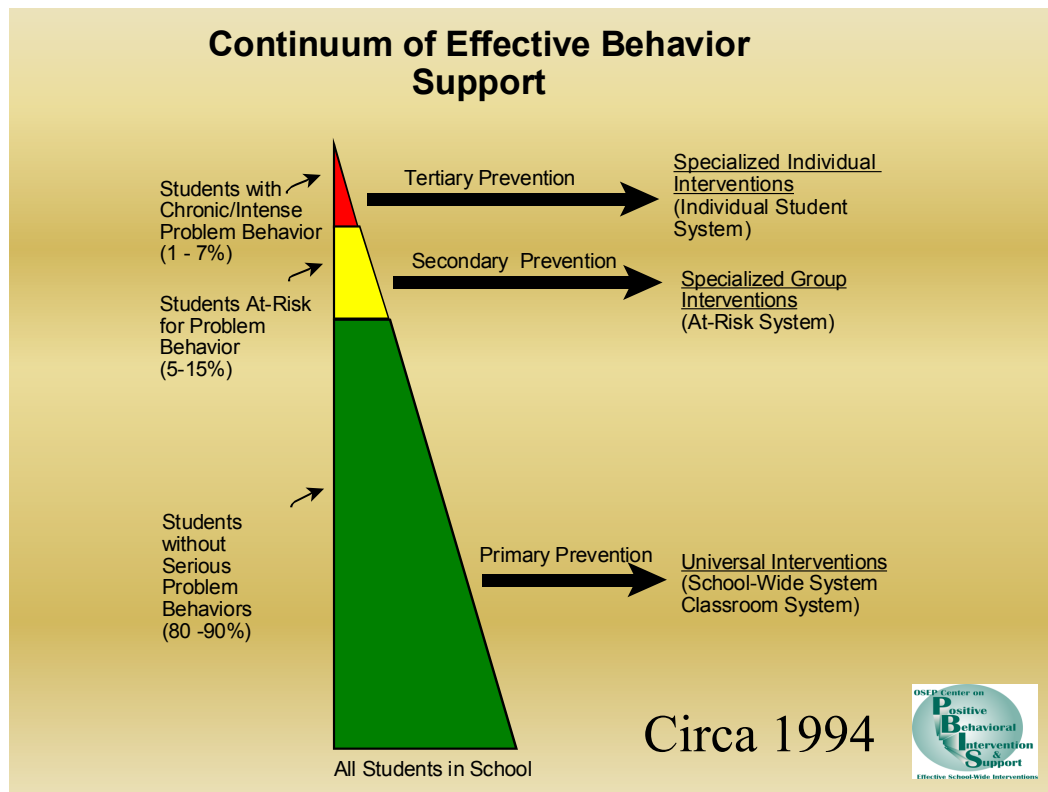 Continuum of Effective Behavior
Support
Students with
Chronic/Intense
Problem Behavior
(1 - 7%)
Tertiary Prevention
Specialized Individual
Interventions
(Individual Student
System)
Students At-Risk
for Problem
Behavior
(5-15%)
Secondary Prevention
Specialized Group
Interventions
(At-Risk System)
Students
without
Serious
Problem
Behaviors
(80 -90%)
Primary Prevention
Universal Interventions
(School-Wide System
Classroom System)
All Students in School
Circa 1994
OSEP Center on
Positive
Behavioral
Intervention
&
Support
Effective School-Wide Interventions